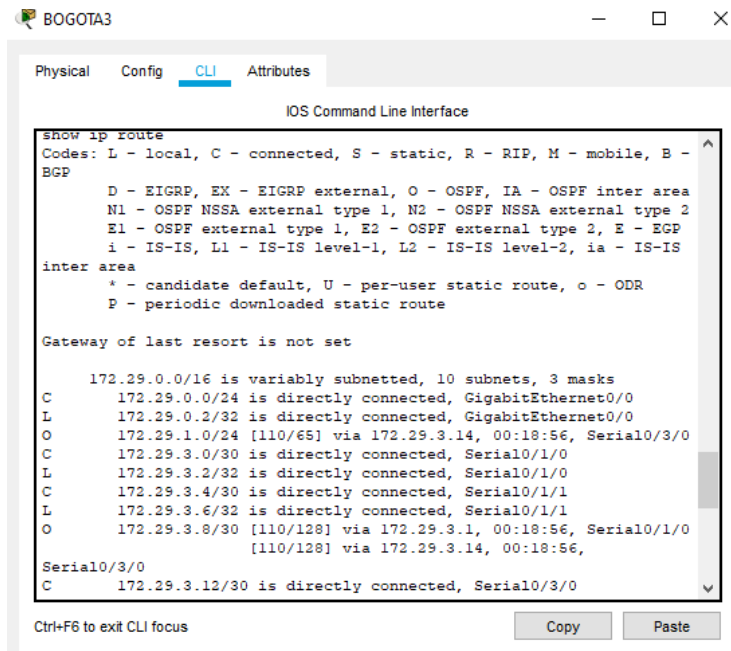 BOGOTA3
Physical Config CLI Attributes
IOS Command Line Interface
show ip route
Codes: L - local, C - connected, S - static, R - RIP, M - mobile, B -
BGP
D - EIGRP, EX - EIGRP external, O - OSPF, IA - OSPF inter area
N1 - OSPF NSSA external type 1, N2 - OSPF NSSA external type 2
E1 - OSPF external type 1, E2 - OSPF external type 2, E - EGP
i - IS-IS, L1 - IS-IS level-1, L2 - IS-IS level-2, ia - IS-IS
inter area
* - candidate default, U - per-user static route, o - ODR
P - periodic downloaded static route
Gateway of last resort is not set
172.29.0.0/16 is variably subnetted, 10 subnets, 3 masks
C 172.29.0.0/24 is directly connected, GigabitEthernet0/0
L 172.29.0.2/32 is directly connected, GigabitEthernet0/0
O 172.29.1.0/24 [110/65] via 172.29.3.14, 00:18:56, Serial0/3/0
C 172.29.3.0/30 is directly connected, Serial0/1/0
L 172.29.3.2/32 is directly connected, Serial0/1/0
C 172.29.3.4/30 is directly connected, Serial0/1/1
L 172.29.3.6/32 is directly connected, Serial0/1/1
O 172.29.3.8/30 [110/128] via 172.29.3.1, 00:18:56, Serial0/1/0
[110/128] via 172.29.3.14, 00:18:56,
Serial0/3/0
C 172.29.3.12/30 is directly connected, Serial0/3/0
Ctrl+F6 to exit CLI focus Copy Paste